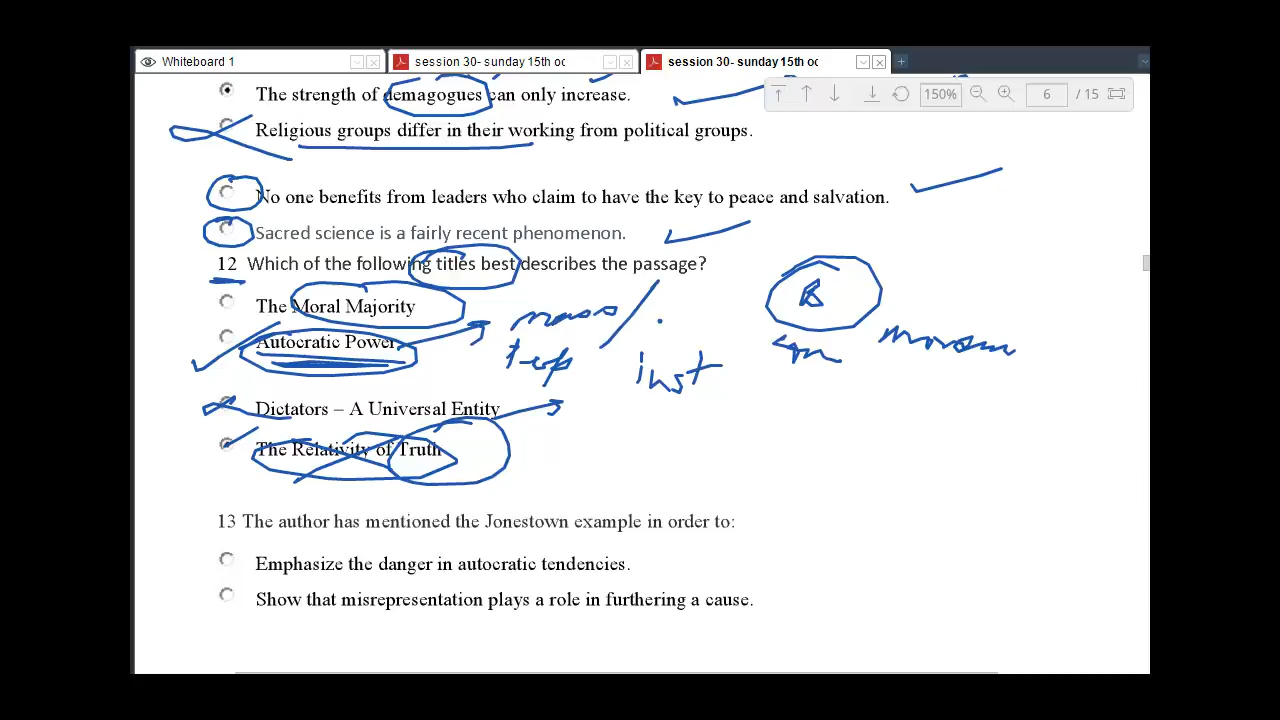 Whiteboard 1
session 30- sunday 15th oc
session 30- sunday 15th oc
150%
6
/ 15
The strength of demagogues can only increase.
Religious groups differ in their working from political groups.
No one benefits from leaders who claim to have the key to peace and salvation.
Sacred science is a fairly recent phenomenon.
12 Which of the following titles best describes the passage?
The Moral Majority
Autocratic Power
inst
Dictators – A Universal Entity
The Relativity of Truth
13 The author has mentioned the Jonestown example in order to:
Emphasize the danger in autocratic tendencies.
Show that misrepresentation plays a role in furthering a cause.